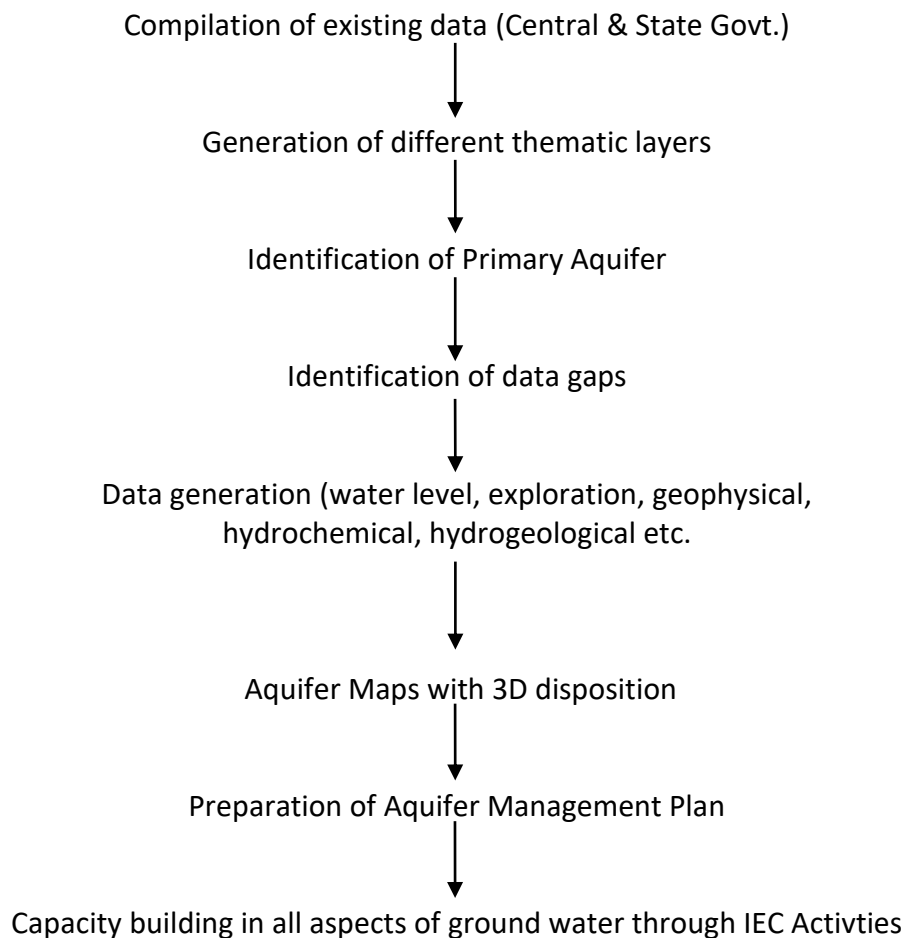 Compilation of existing data (Central & State Govt.)
Generation of different thematic layers
Identification of Primary Aquifer
Identification of data gaps
Data generation (water level, exploration, geophysical,
hydrochemical, hydrogeological etc.
Aquifer Maps with 3D disposition
Preparation of Aquifer Management Plan
Capacity building in all aspects of ground water through IEC Activties